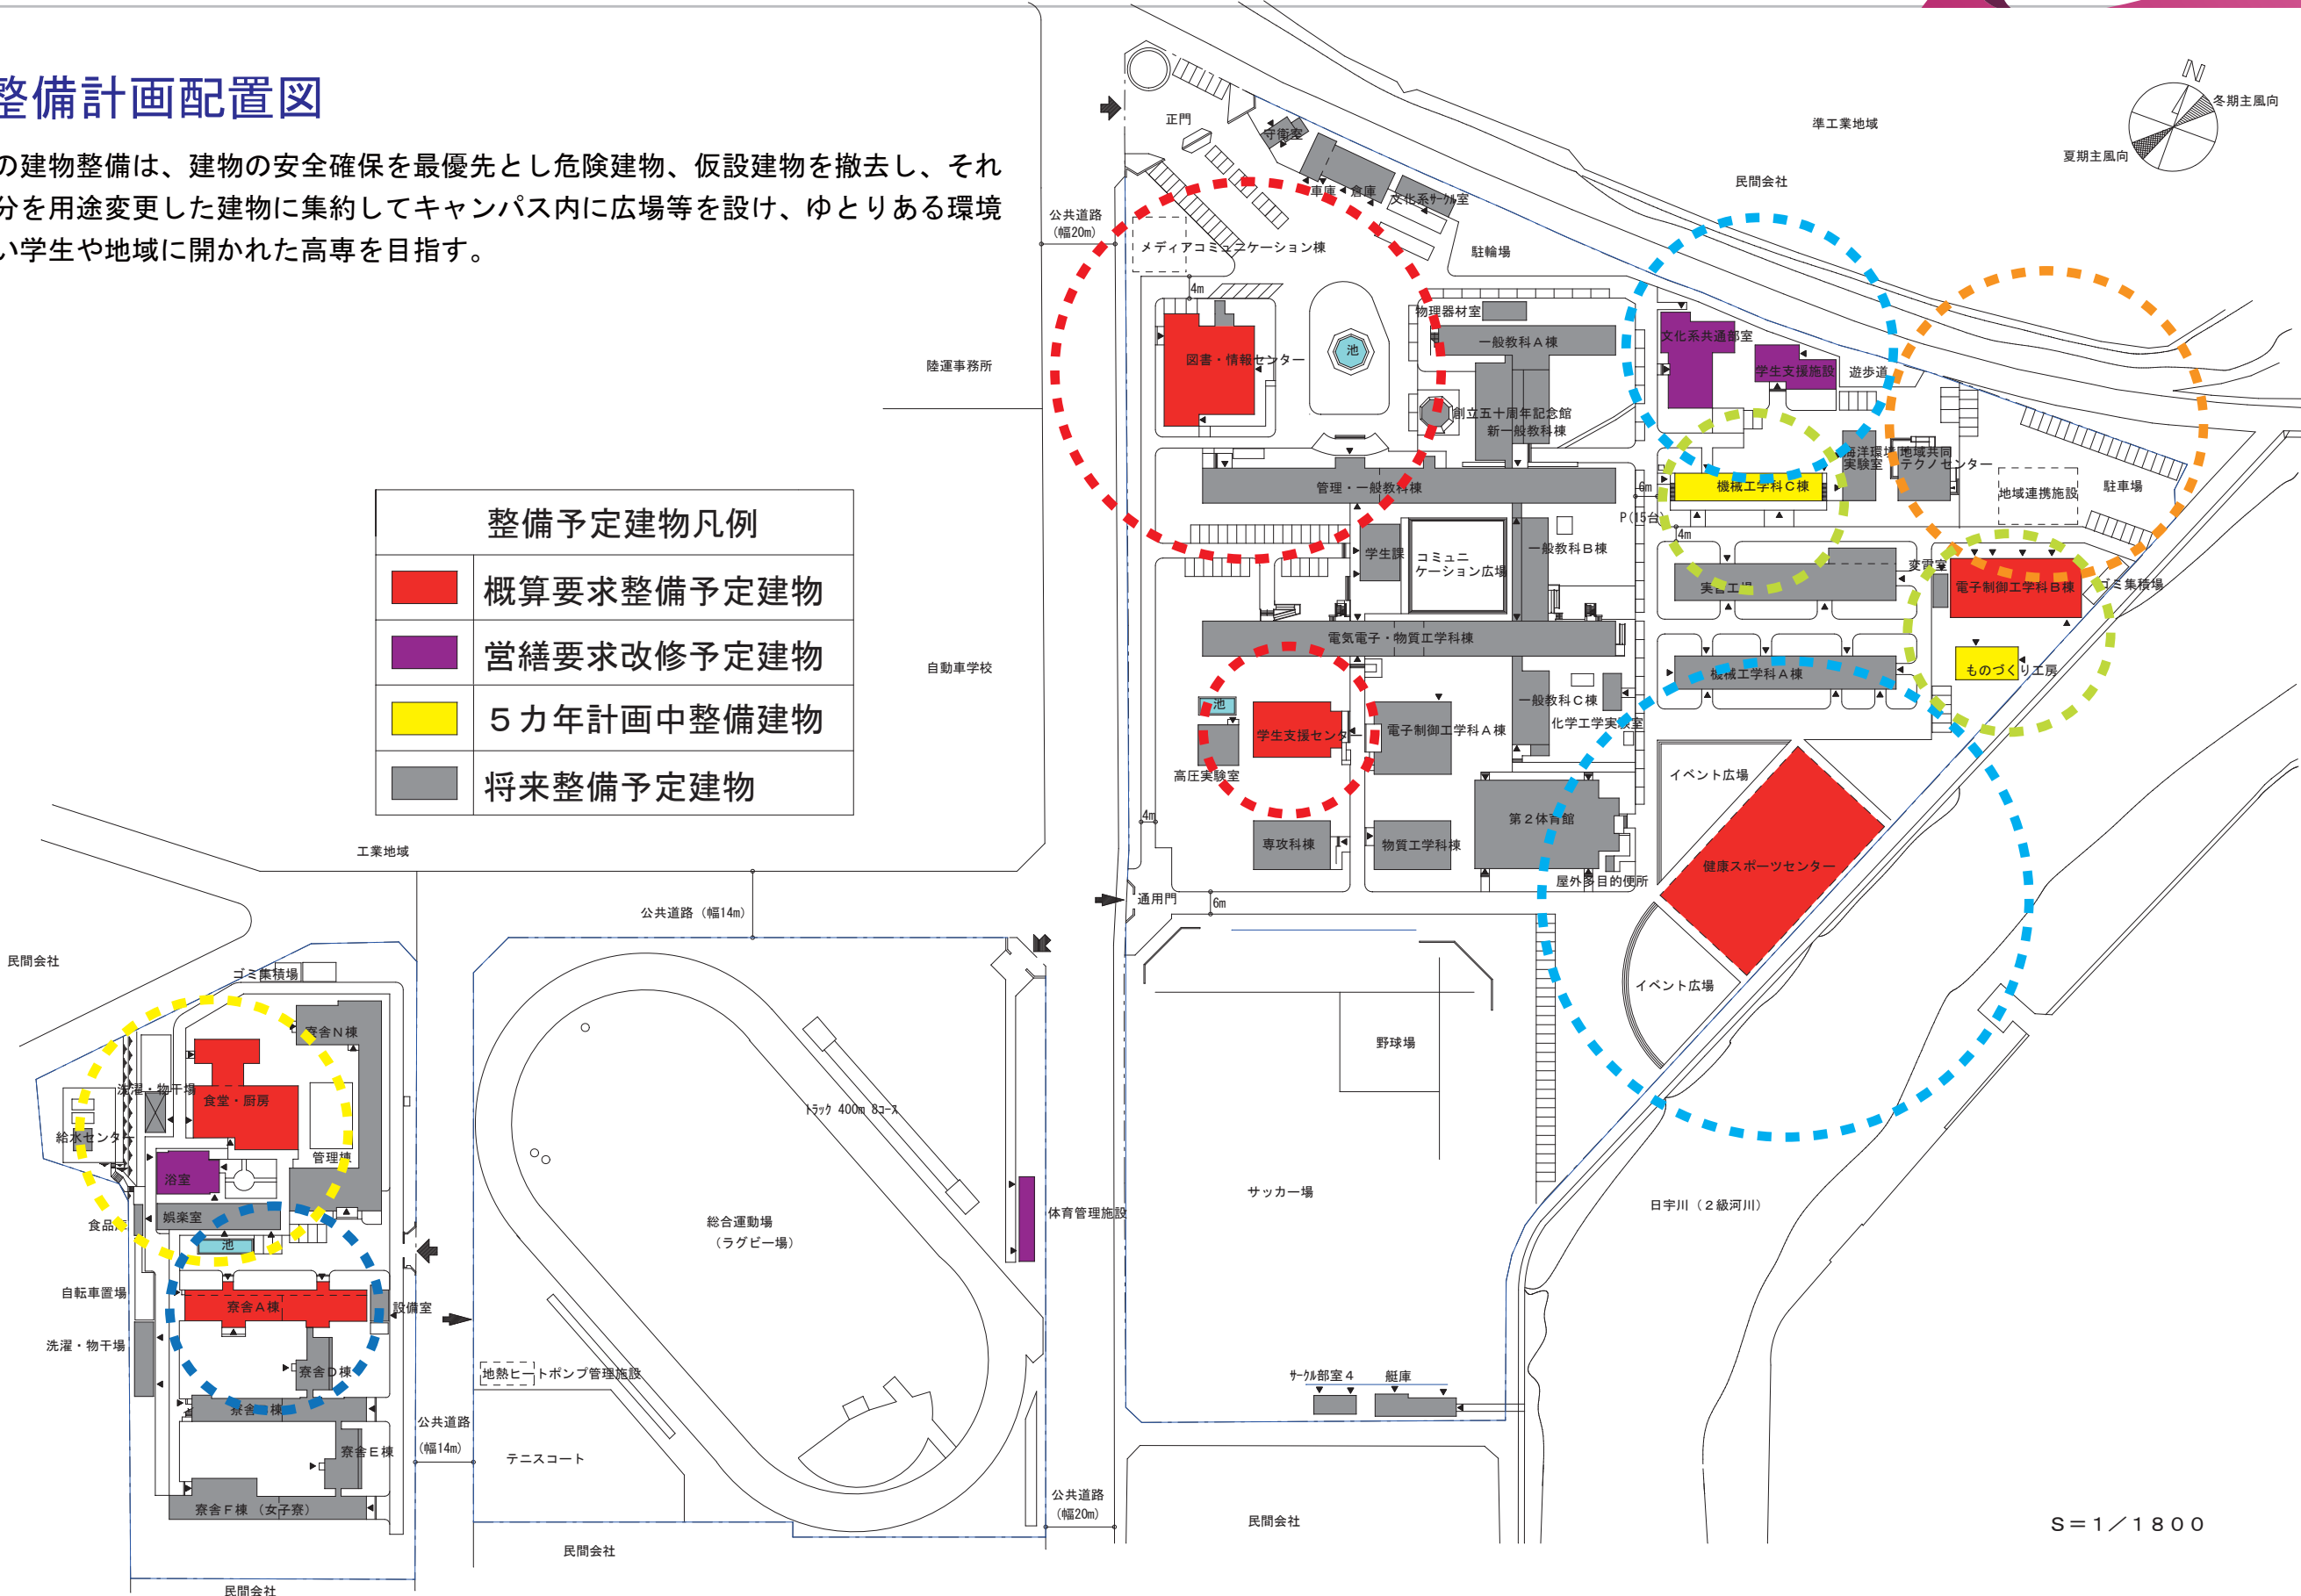 整備計画配置図
の建物整備は、建物の安全確保を最優先とし危険建物、仮設建物を撤去し、それ
分を用途変更した建物に集約してキャンパス内に広場等を設け、ゆとりある環境
い学生や地域に開かれた高専を目指す。
整備予定建物凡例
概算要求整備予定建物
営繕要求改修予定建物
５カ年計画中整備建物
将来整備予定建物
N
冬期主風向
夏期主風向
準工業地域
民間会社
正門
守衛室
車庫
倉庫
文化系ｻｰｸﾙ室
公共道路
(幅20m)
メディアコミュニケーション棟
駐輪場
4m
物理器材室
図書・情報センター
池
一般教科Ａ棟
文化系共通部室
学生支援施設
遊歩道
陸運事務所
創立五十周年記念館
新一般教科棟
海洋環境
実験室
地域共同
テクノセンター
管理・一般教科棟
6m
機械工学科Ｃ棟
地域連携施設
駐車場
P(15台)
4m
学生課
コミュニ
ケーション広場
一般教科Ｂ棟
変電室
実習工場
電子制御工学科Ｂ棟
ゴミ集積場
電気電子・物質工学科棟
自動車学校
機械工学科Ａ棟
ものづくり工房
池
一般教科Ｃ棟
化学工学実験室
学生支援センター
電子制御工学科Ａ棟
高圧実験室
イベント広場
4m
第２体育館
専攻科棟
物質工学科棟
健康スポーツセンター
屋外多目的便所
工業地域
通用門
6m
公共道路（幅14m）
民間会社
ゴミ集積場
イベント広場
寮舎Ｎ棟
野球場
洗濯・物干場
食堂・厨房
ﾄﾗｯｸ 400m 8ｺｰｽ
給水センター
管理棟
浴室
サッカー場
日宇川（２級河川）
体育管理施設
食品庫
娯楽室
総合運動場
（ラグビー場）
池
自転車置場
寮舎Ａ棟
設備室
洗濯・物干場
寮舎Ｄ棟
地熱ヒートポンプ管理施設
ｻｰｸﾙ部室４
艇庫
公共道路
(幅14m)
寮舎Ｅ棟
テニスコート
寮舎Ｆ棟（女子寮）
公共道路
(幅20m)
民間会社
Ｓ＝１／１８００
民間会社
民間会社